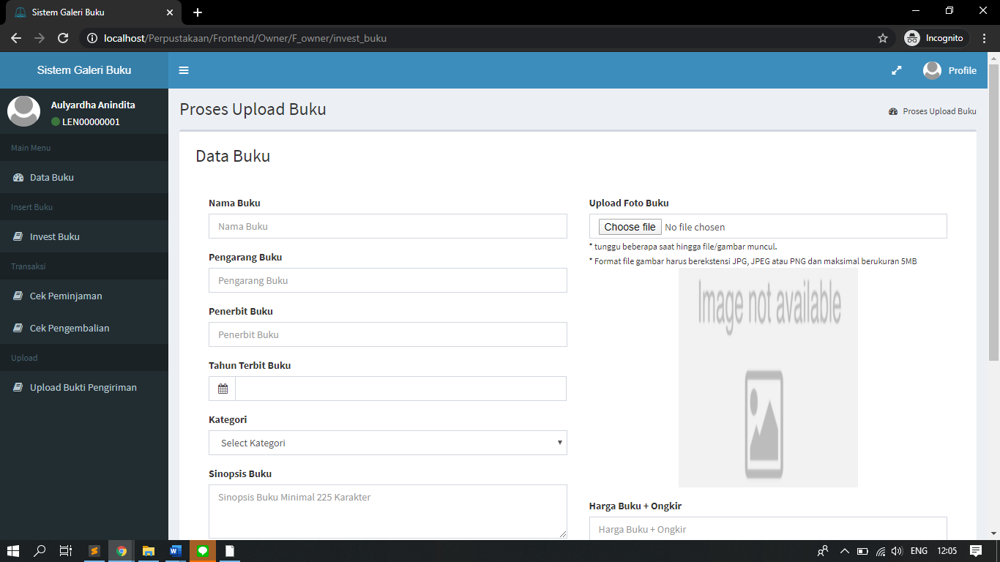 Sistem Galeri Buku
localhost/Perpustakaan/Frontend/Owner/F_owner/invest_buku
Incognito
Sistem Galeri Buku
Profile
Aulyardha Anindita
LEN00000001
Main Menu
Data Buku
Insert Buku
Invest Buku
Transaksi
Cek Peminjaman
Cek Pengembalian
Upload
Upload Bukti Pengiriman
Proses Upload Buku
Proses Upload Buku
Data Buku
Nama Buku
Nama Buku
Pengarang Buku
Pengarang Buku
Penerbit Buku
Penerbit Buku
Tahun Terbit Buku
Kategori
Select Kategori
Sinopsis Buku
Sinopsis Buku Minimal 225 Karakter
Upload Foto Buku
Choose file No file chosen
* tunggu beberapa saat hingga file/gambar muncul.
* Format file gambar harus berekstensi JPG, JPEG atau PNG dan maksimal berukuran 5MB
Image not available
Harga Buku + Ongkir
Harga Buku + Ongkir
ENG 12:05